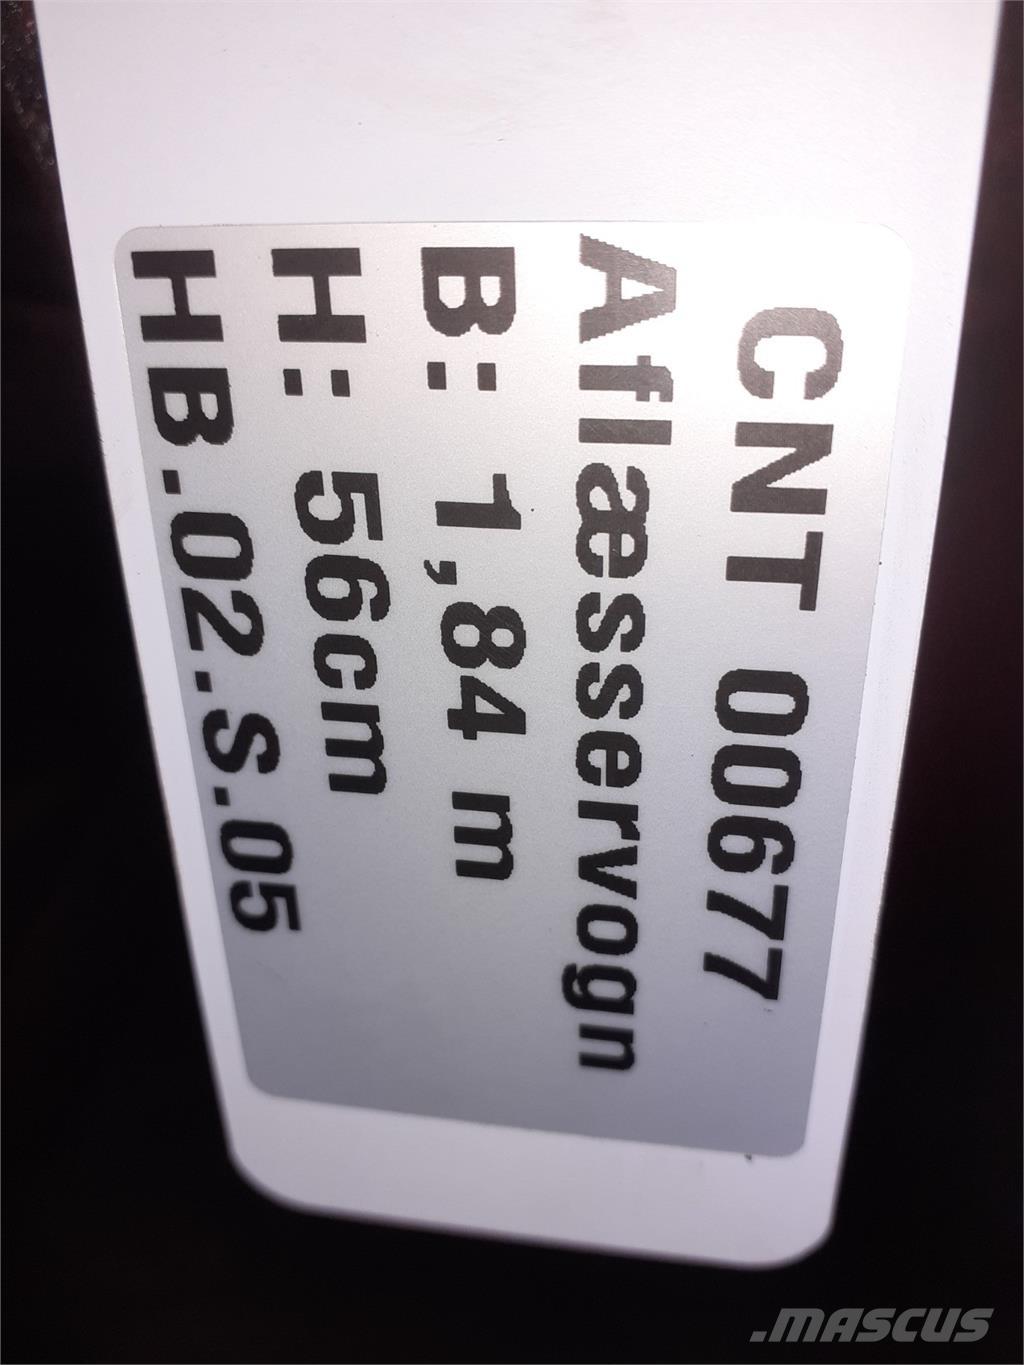 CNT 00677
Aflæsservogn
B: 1,84 m
H: 56cm
HB.02.S.05
.MASCUS